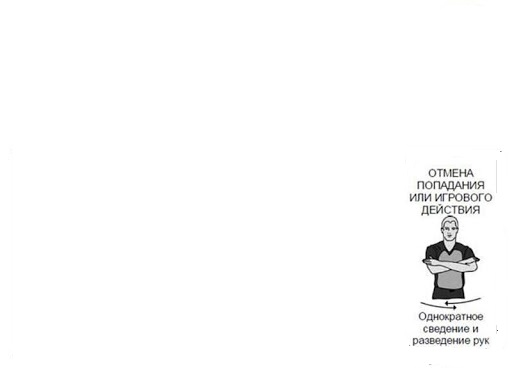 ОТМЕНА
ПОПАДАНИЯ
ИЛИ ИГРОВОГО
ДЕЙСТВИЯ
Однократное
сведение и
разведение рук